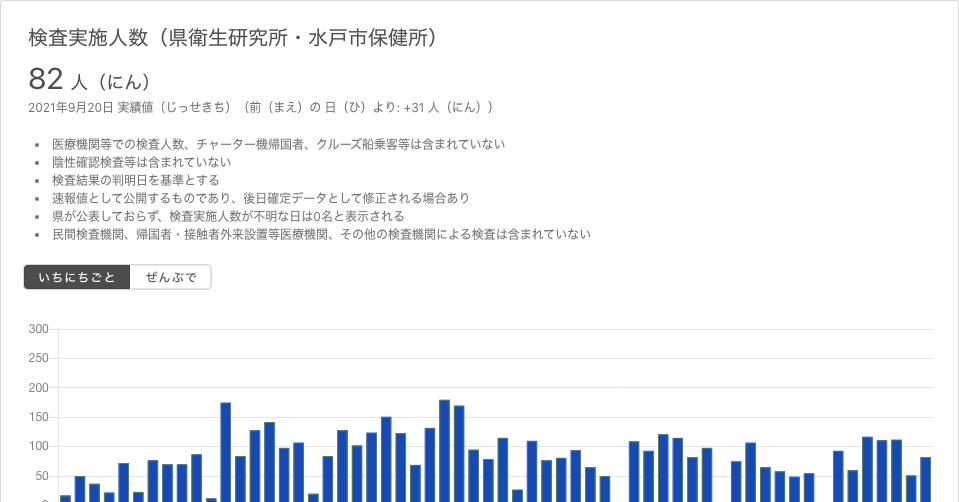 検査実施人数（県衛生研究所・水戸市保健所）
82 人（にん）
2021年9月20日 実績値（じっせきち）（前（まえ）の 日（ひ）より: +31 人（にん））
• 医療機関等での検査人数、チャーター機帰国者、クルーズ船乗客等は含まれていない
• 陰性確認検査等は含まれていない
• 検査結果の判明日を基準とする
• 速報値として公開するものであり、後日確定データとして修正される場合あり
• 県が公表しておらず、検査実施人数が不明な日は0名と表示される
• 民間検査機関、帰国者・接触者外来設置等医療機関、その他の検査機関による検査は含まれていない
いちにちごと ぜんぶで
300
250
200
150
100
50